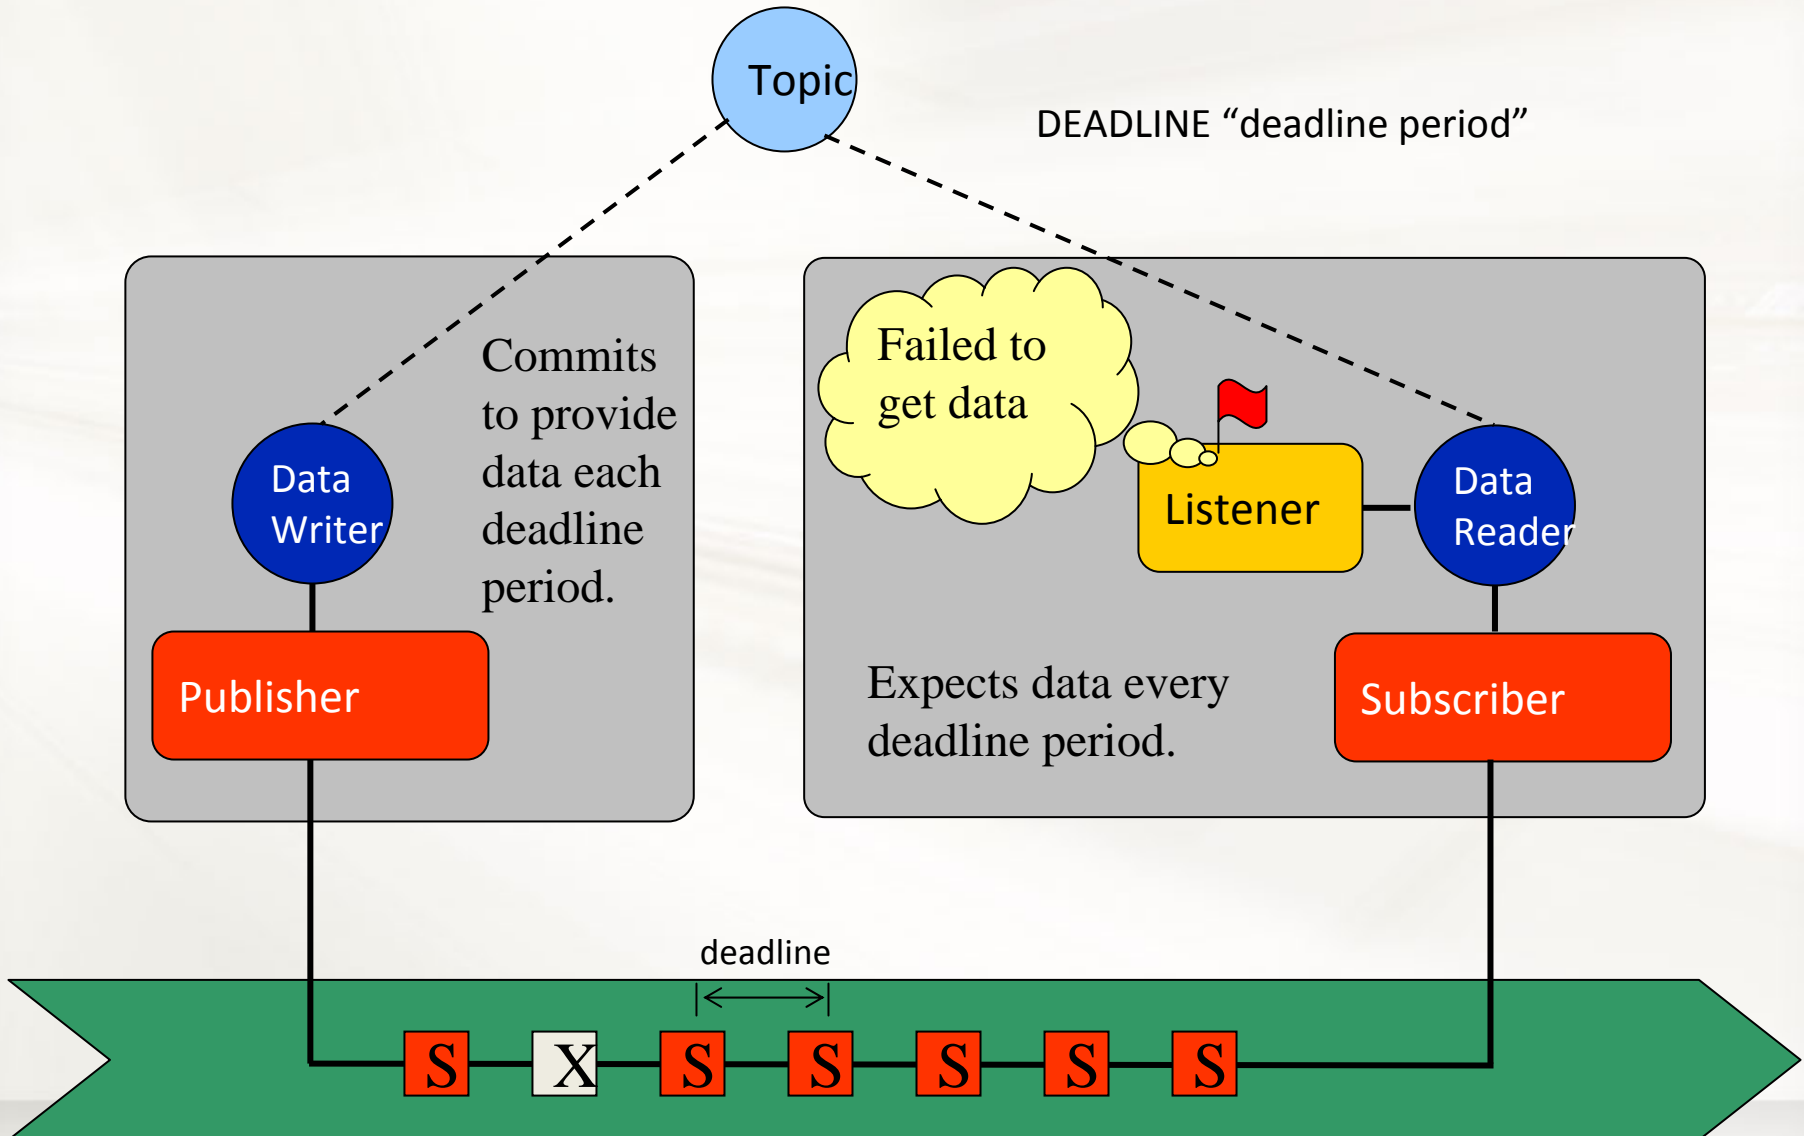 Topic
DEADLINE “deadline period”
Commits
to provide
data each
deadline
period.
Data
Writer
Publisher
Failed to
get data
Listener
Data
Reader
Expects data every
deadline period.
Subscriber
deadline
S X S S S S S